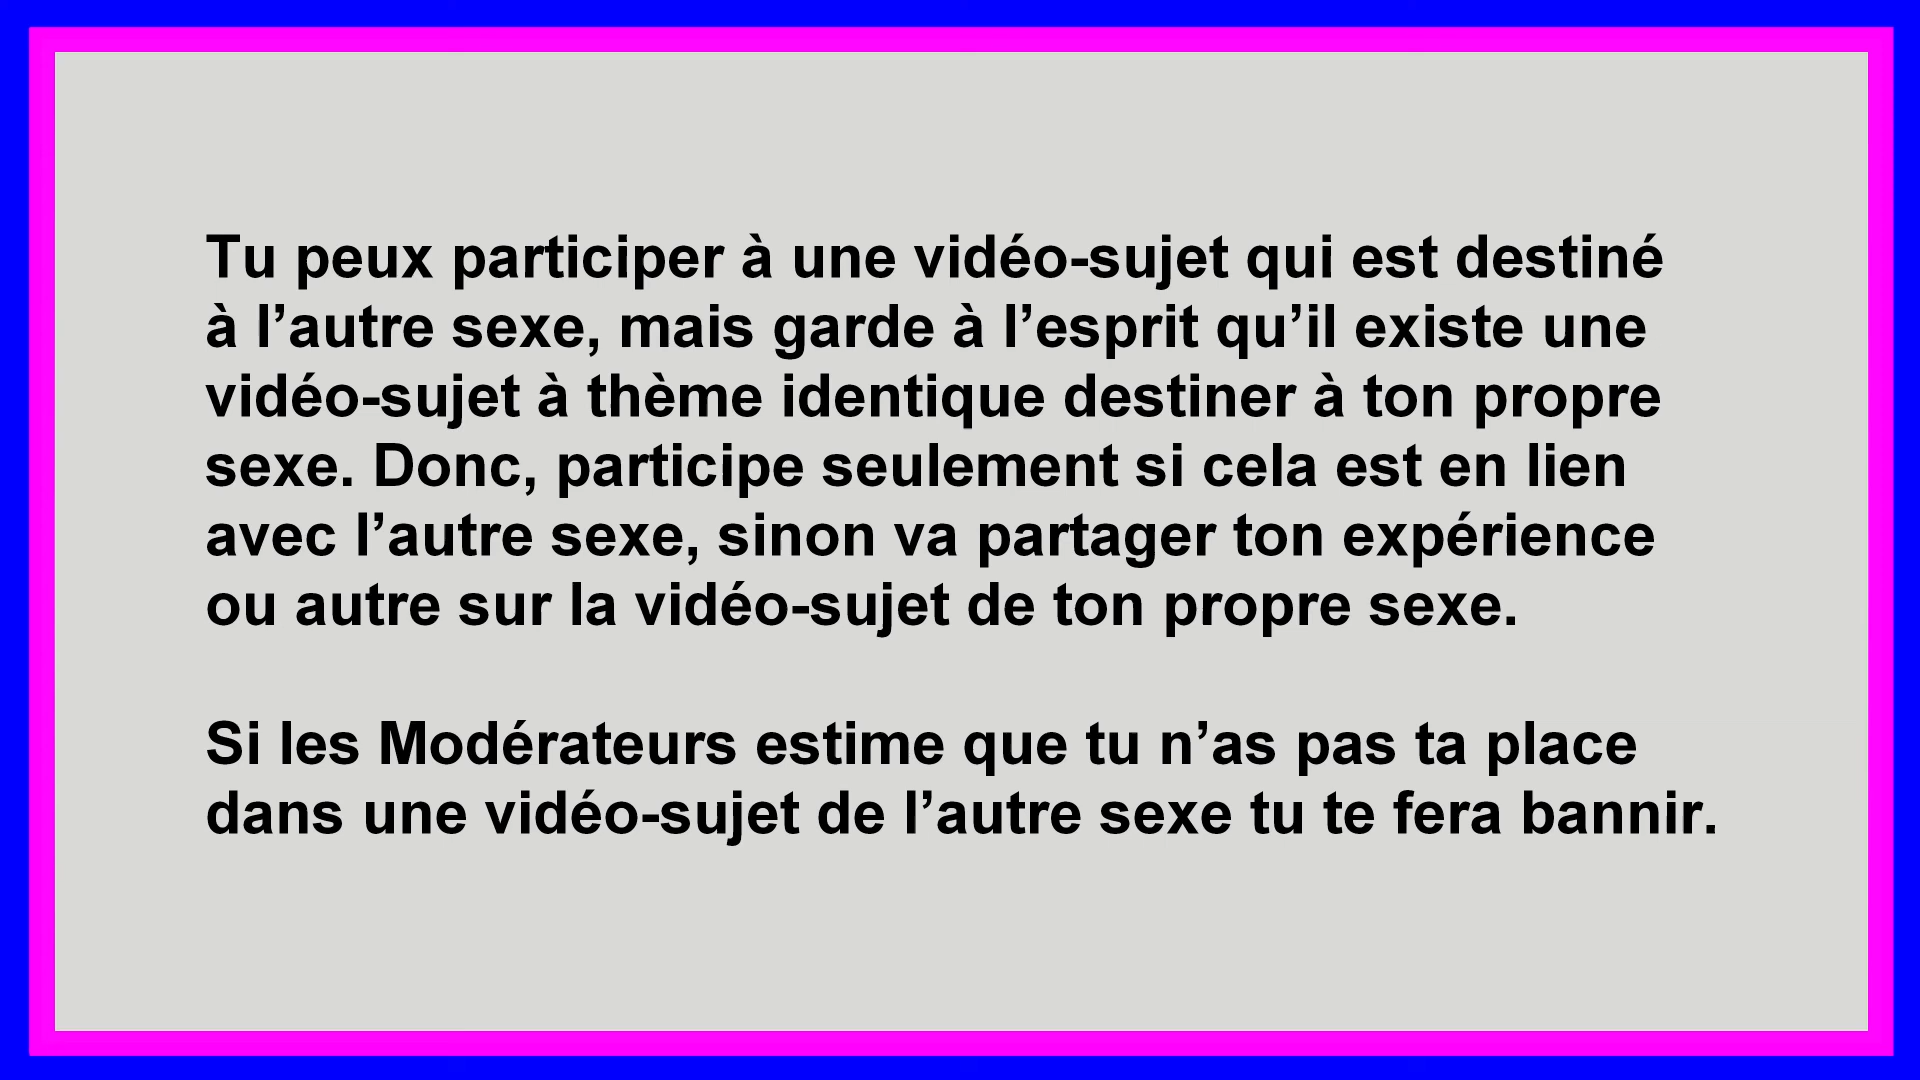 Tu peux participer à une vidéo-sujet qui est destiné
à l’autre sexe, mais garde à l’esprit qu’il existe une
vidéo-sujet à thème identique destiner à ton propre
sexe. Donc, participe seulement si cela est en lien
avec l’autre sexe, sinon va partager ton expérience
ou autre sur la vidéo-sujet de ton propre sexe.
Si les Modérateurs estime que tu n’as pas ta place
dans une vidéo-sujet de l’autre sexe tu te fera bannir.